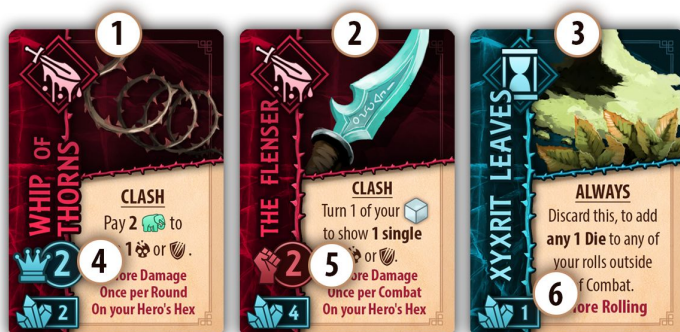 1
WHIP OF
THORNS
CLASH
Pay 2 to
1 or .
2
4
ore Damage
Once per Round
On your Hero's Hex
2
2
THE FLENSER
CLASH
Turn 1 of your
to show 1 single
or .
2
5
ore Damage
Once per Combat
On your Hero's Hex
4
3
XYXRIT LEAVES
ALWAYS
Discard this, to add
any 1 Die to any of
your rolls outside
f Combat.
6
ore Rolling
1